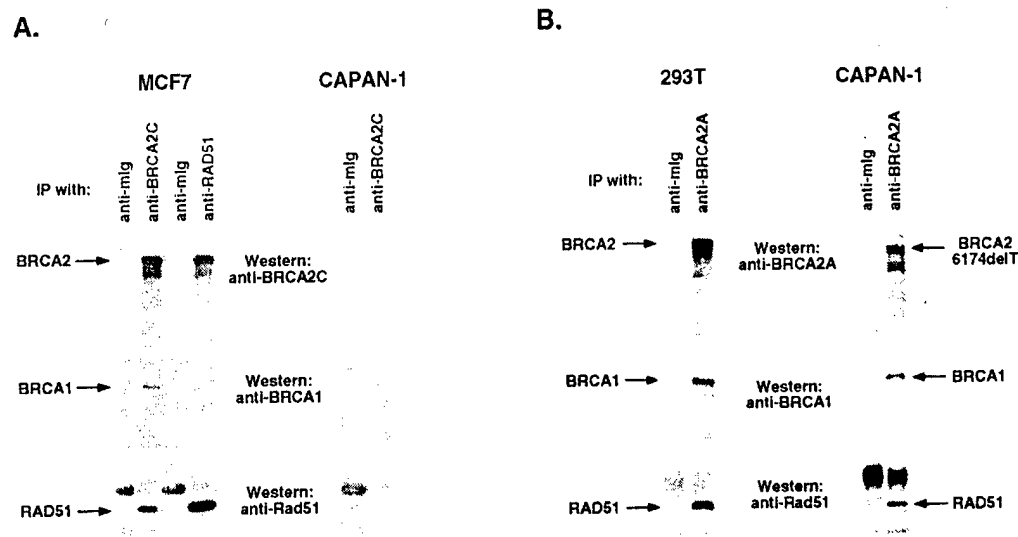 A.
MCF7
CAPAN-1
IP with:
anti-mIg
anti-BRCA2C
anti-mIg
anti-RAD51
anti-mIg
anti-BRCA2C
BRCA2
Western:
anti-BRCA2C
BRCA1
Western:
anti-BRCA1
RAD51
Western:
anti-Rad51
B.
293T
CAPAN-1
IP with:
anti-mIg
anti-BRCA2A
anti-mIg
anti-BRCA2A
BRCA2
Western:
anti-BRCA2A
BRCA2
6174delT
BRCA1
Western:
anti-BRCA1
BRCA1
RAD51
Western:
anti-Rad51
RAD51